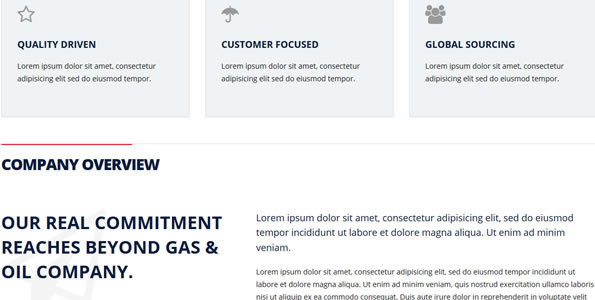 QUALITY DRIVEN
Lorem ipsum dolor sit amet, consectetur
adipisicing elit sed do eiusmod tempor.
CUSTOMER FOCUSED
Lorem ipsum dolor sit amet, consectetur
adipisicing elit sed do eiusmod tempor.
GLOBAL SOURCING
Lorem ipsum dolor sit amet, consectetur
adipisicing elit sed do eiusmod tempor.
COMPANY OVERVIEW
OUR REAL COMMITMENT
REACHES BEYOND GAS &
OIL COMPANY.
Lorem ipsum dolor sit amet, consectetur adipisicing elit, sed do eiusmod
tempor incididunt ut labore et dolore magna aliqua. Ut enim ad minim
veniam.
Lorem ipsum dolor sit amet, consectetur adipisicing elit, sed do eiusmod tempor incididunt ut
labore et dolore magna aliqua. Ut enim ad minim veniam, quis nostrud exercitation ullamco laboris
nisi ut aliquip ex ea commodo consequat. Duis aute irure dolor in reprehenderit in voluptate velit